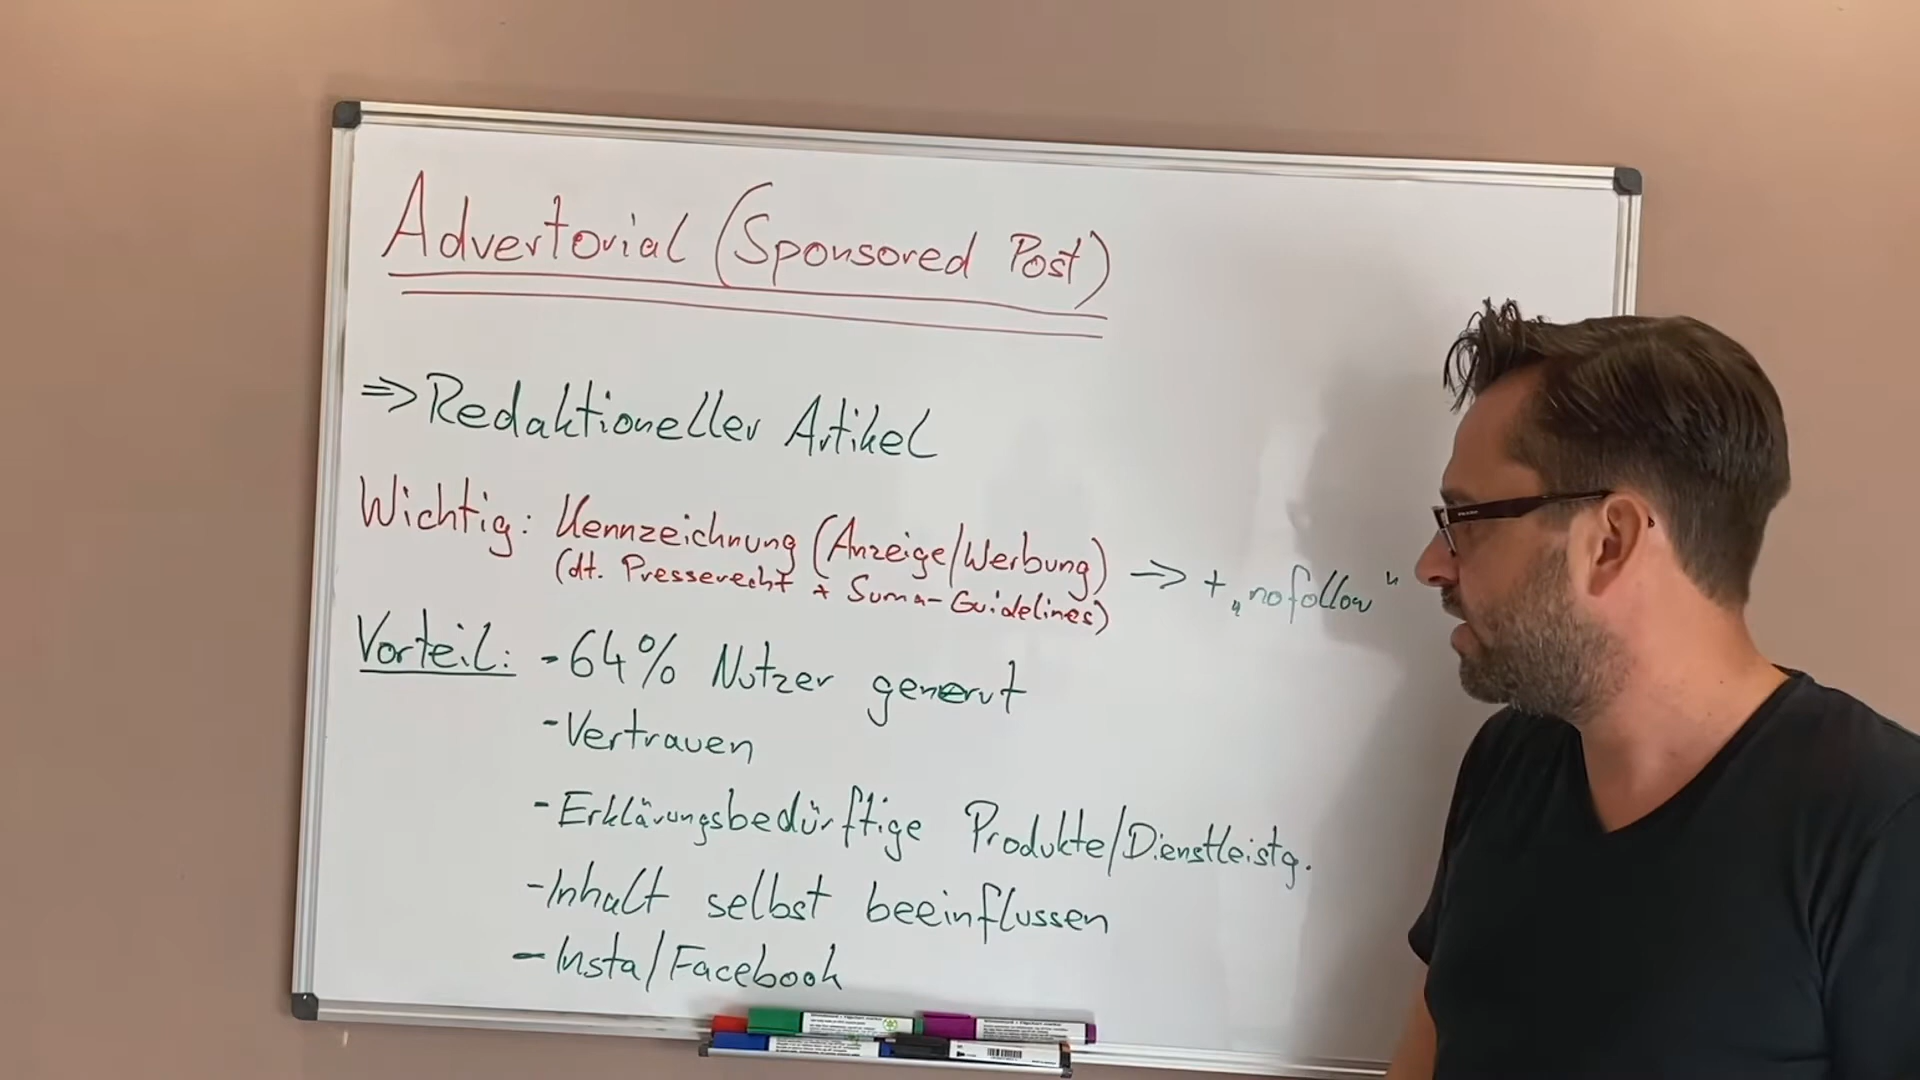 Advertorial (Sponsored Post)
⇒ Redaktioneller Artikel
Wichtig: Kennzeichnung (Anzeige/Werbung) → + „nofollow"
(dt. Presserecht + Suma-Guidelines)
Vorteil: - 64% Nutzer genervt
- Vertrauen
- Erklärungsbedürftige Produkte/Dienstleistg.
- Inhalt selbst beeinflussen
- Insta/Facebook